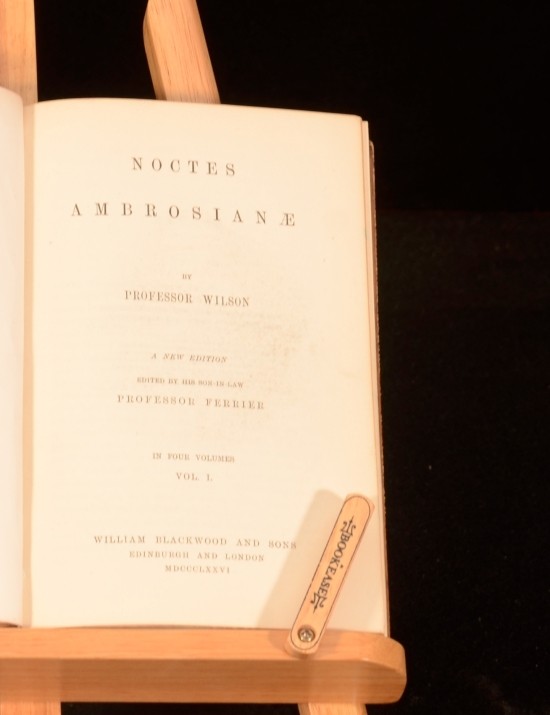 NOCTES
AMBROSIANÆ
BY
PROFESSOR WILSON
A NEW EDITION
EDITED BY HIS SON-IN-LAW
PROFESSOR FERRIER
IN FOUR VOLUMES
VOL. I.
WILLIAM BLACKWOOD AND SONS
EDINBURGH AND LONDON
MDCCCLXXVI
BOOKEASEL